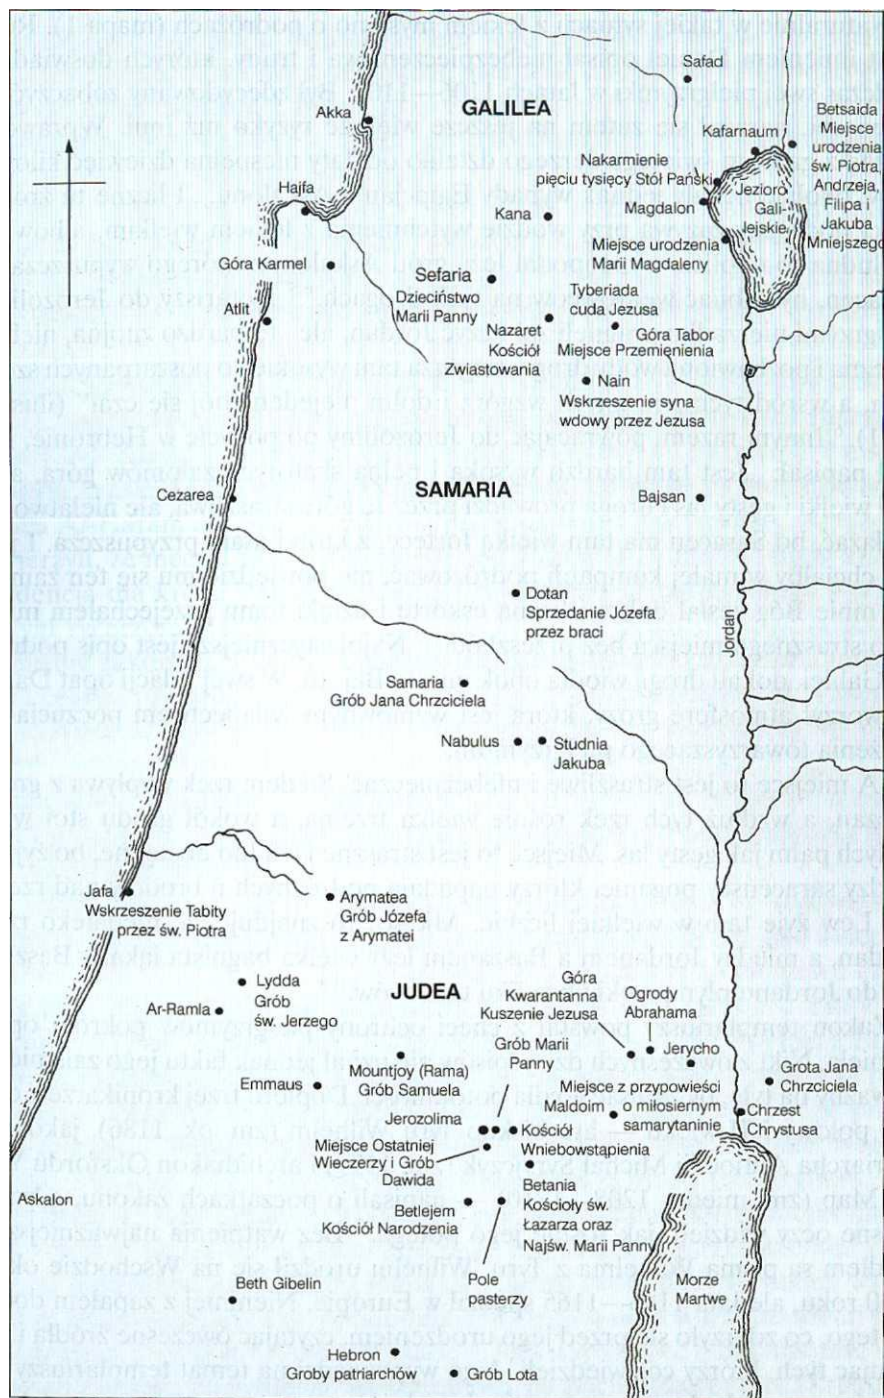 Safad
GALILEA
Akka
Betsaida
Miejsce
urodzenia
św. Piotra,
Andrzeja,
Filipa i
Jakuba
Mniejszego
Kafarnaum
Nakarmienie
pięciu tysięcy Stół Pański
Jezioro
Gali-
lejskie
Hajfa
Magdalon
Kana
Miejsce urodzenia
Marii Magdaleny
Góra Karmel
Sefaria
Dzieciństwo
Marii Panny
Tyberiada
cuda Jezusa
Atlit
Nazaret
Kościół
Zwiastowania
Góra Tabor
Miejsce Przemienienia
Nain
Wskrzeszenie syna
wdowy przez Jezusa
Cezarea
SAMARIA
Bajsan
Dotan
Sprzedanie Józefa
przez braci
Jordan
Samaria
Grób Jana Chrzciciela
Nabulus
Studnia
Jakuba
Jafa
Wskrzeszenie Tabity
przez św. Piotra
Arymatea
Grób Józefa
z Arymatei
Lydda
Grób
św. Jerzego
Ar-Ramla
JUDEA
Góra
Kwarantanna
Kuszenie Jezusa
Ogrody
Abrahama
Jerycho
Grób Marii
Panny
Mountjoy (Rama)
Grób Samuela
Emmaus
Grota Jana
Chrzciciela
Miejsce z przypowieści
Maldoim
o miłosiernym
samarytaninie
Chrzest
Chrystusa
Jerozolima
Kościół
Wniebowstąpienia
Miejsce Ostatniej
Wieczerzy i Grób
Dawida
Betania
Kościoły św.
Łazarza oraz
Najśw. Marii Panny
Askalon
Betlejem
Kościół Narodzenia
Pole
pasterzy
Beth Gibelin
Morze
Martwe
Hebron
Groby patriarchów
Grób Lota